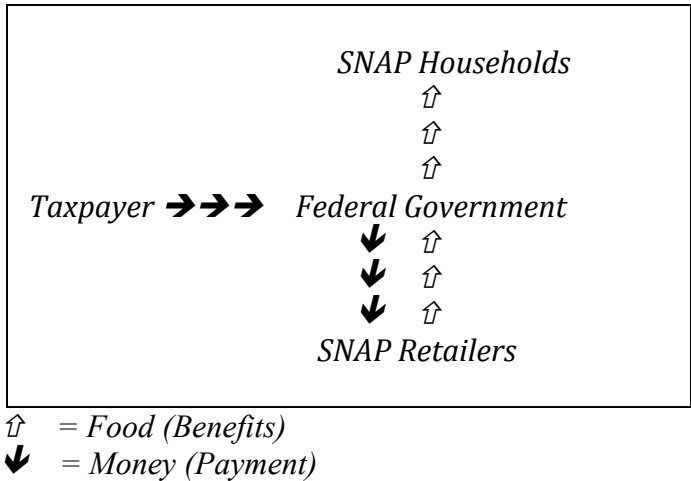 SNAP Households
⇧
⇧
⇧
Taxpayer ➔➔➔ Federal Government
🡻 ⇧
🡻 ⇧
🡻 ⇧
SNAP Retailers
⇧ = Food (Benefits)
🡻 = Money (Payment)